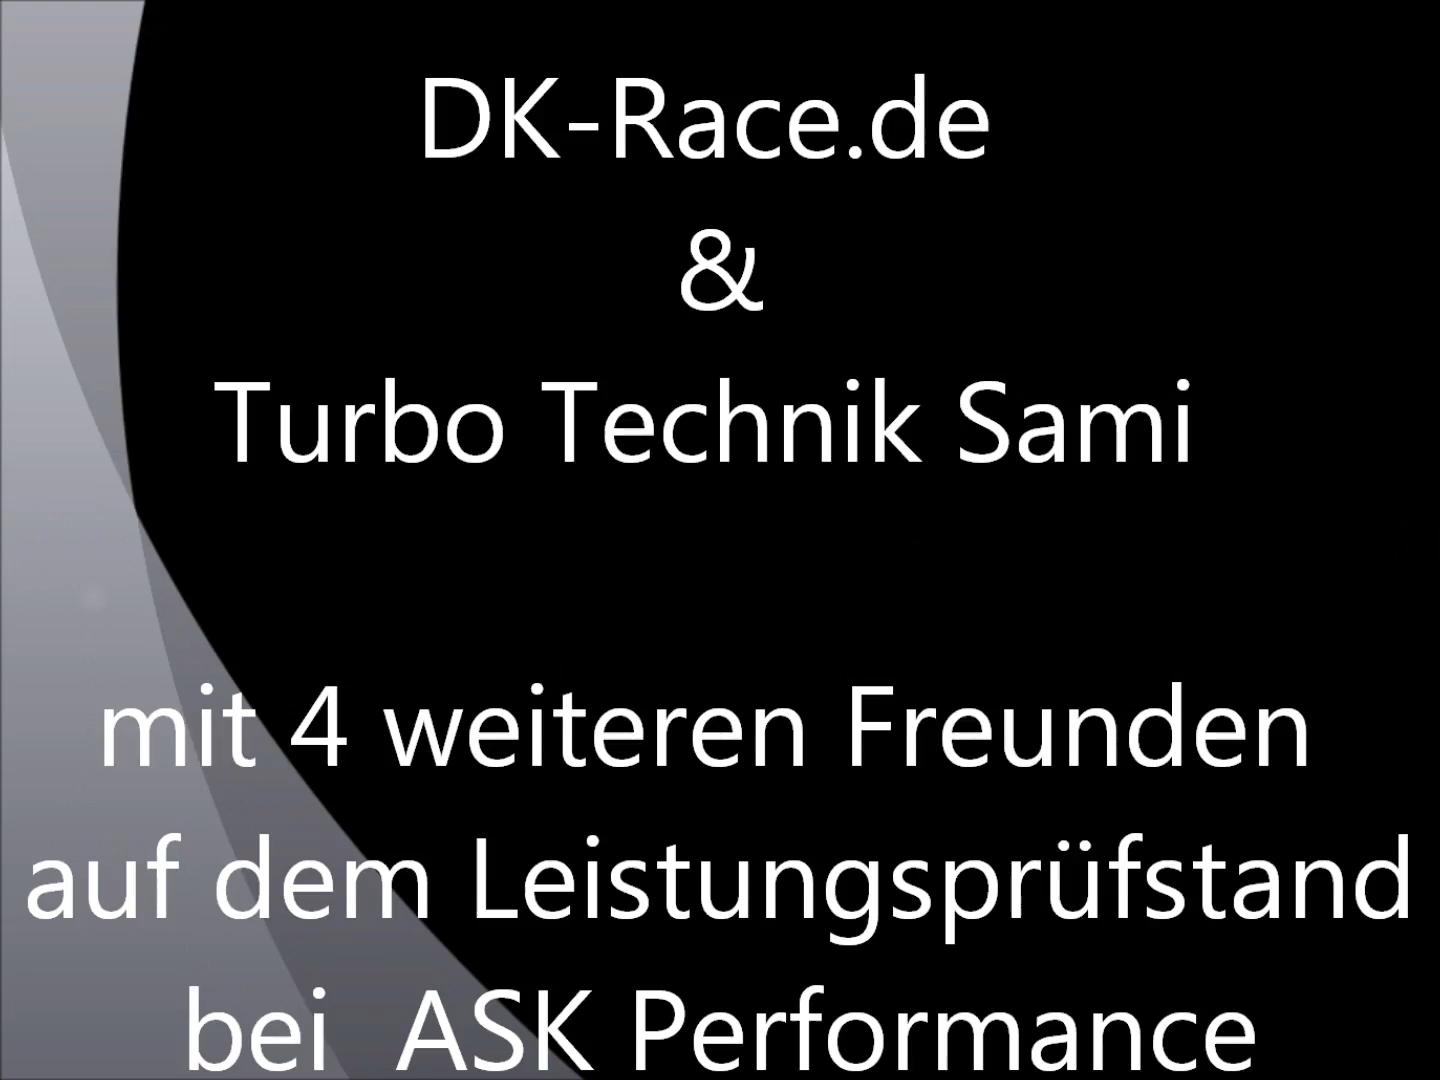 DK-Race.de
&
Turbo Technik Sami
mit 4 weiteren Freunden
auf dem Leistungsprüfstand
bei ASK Performance